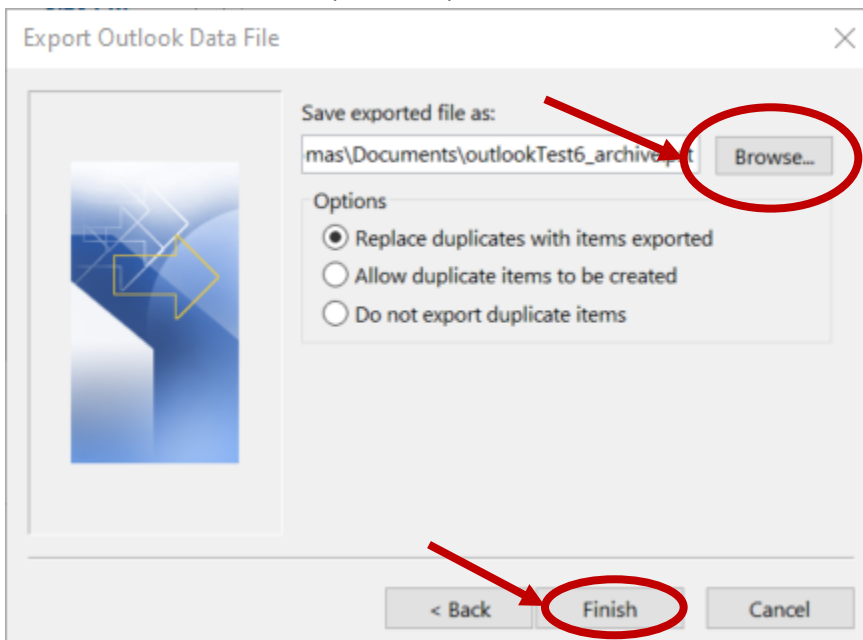 Export Outlook Data File
Save exported file as:
mas\Documents\outlookTest6_archive.pst Browse...
Options
Replace duplicates with items exported
Allow duplicate items to be created
Do not export duplicate items
< Back Finish Cancel